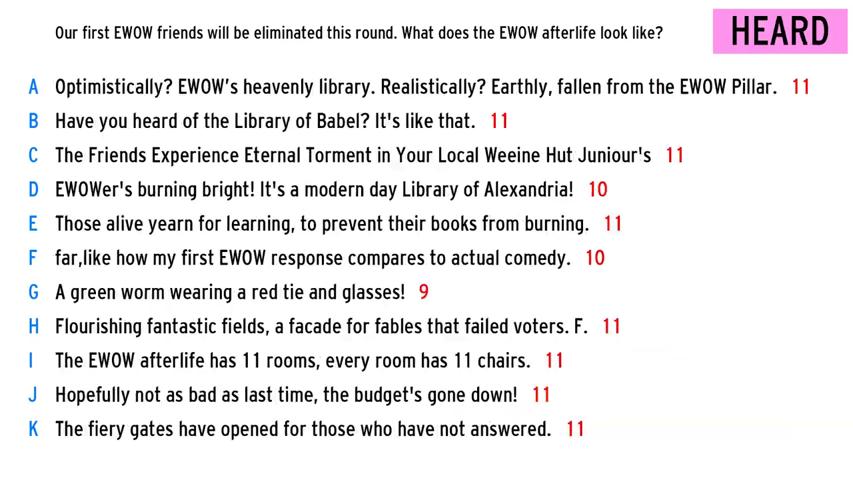 Our first EWOW friends will be eliminated this round. What does the EWOW afterlife look like?
HEARD
A Optimistically? EWOW’s heavenly library. Realistically? Earthly, fallen from the EWOW Pillar. 11
B Have you heard of the Library of Babel? It's like that. 11
C The Friends Experience Eternal Torment in Your Local Weeine Hut Juniour's 11
D EWOWer's burning bright! It's a modern day Library of Alexandria! 10
E Those alive yearn for learning, to prevent their books from burning. 11
F far,like how my first EWOW response compares to actual comedy. 10
G A green worm wearing a red tie and glasses! 9
H Flourishing fantastic fields, a facade for fables that failed voters. F. 11
I The EWOW afterlife has 11 rooms, every room has 11 chairs. 11
J Hopefully not as bad as last time, the budget's gone down! 11
K The fiery gates have opened for those who have not answered. 11